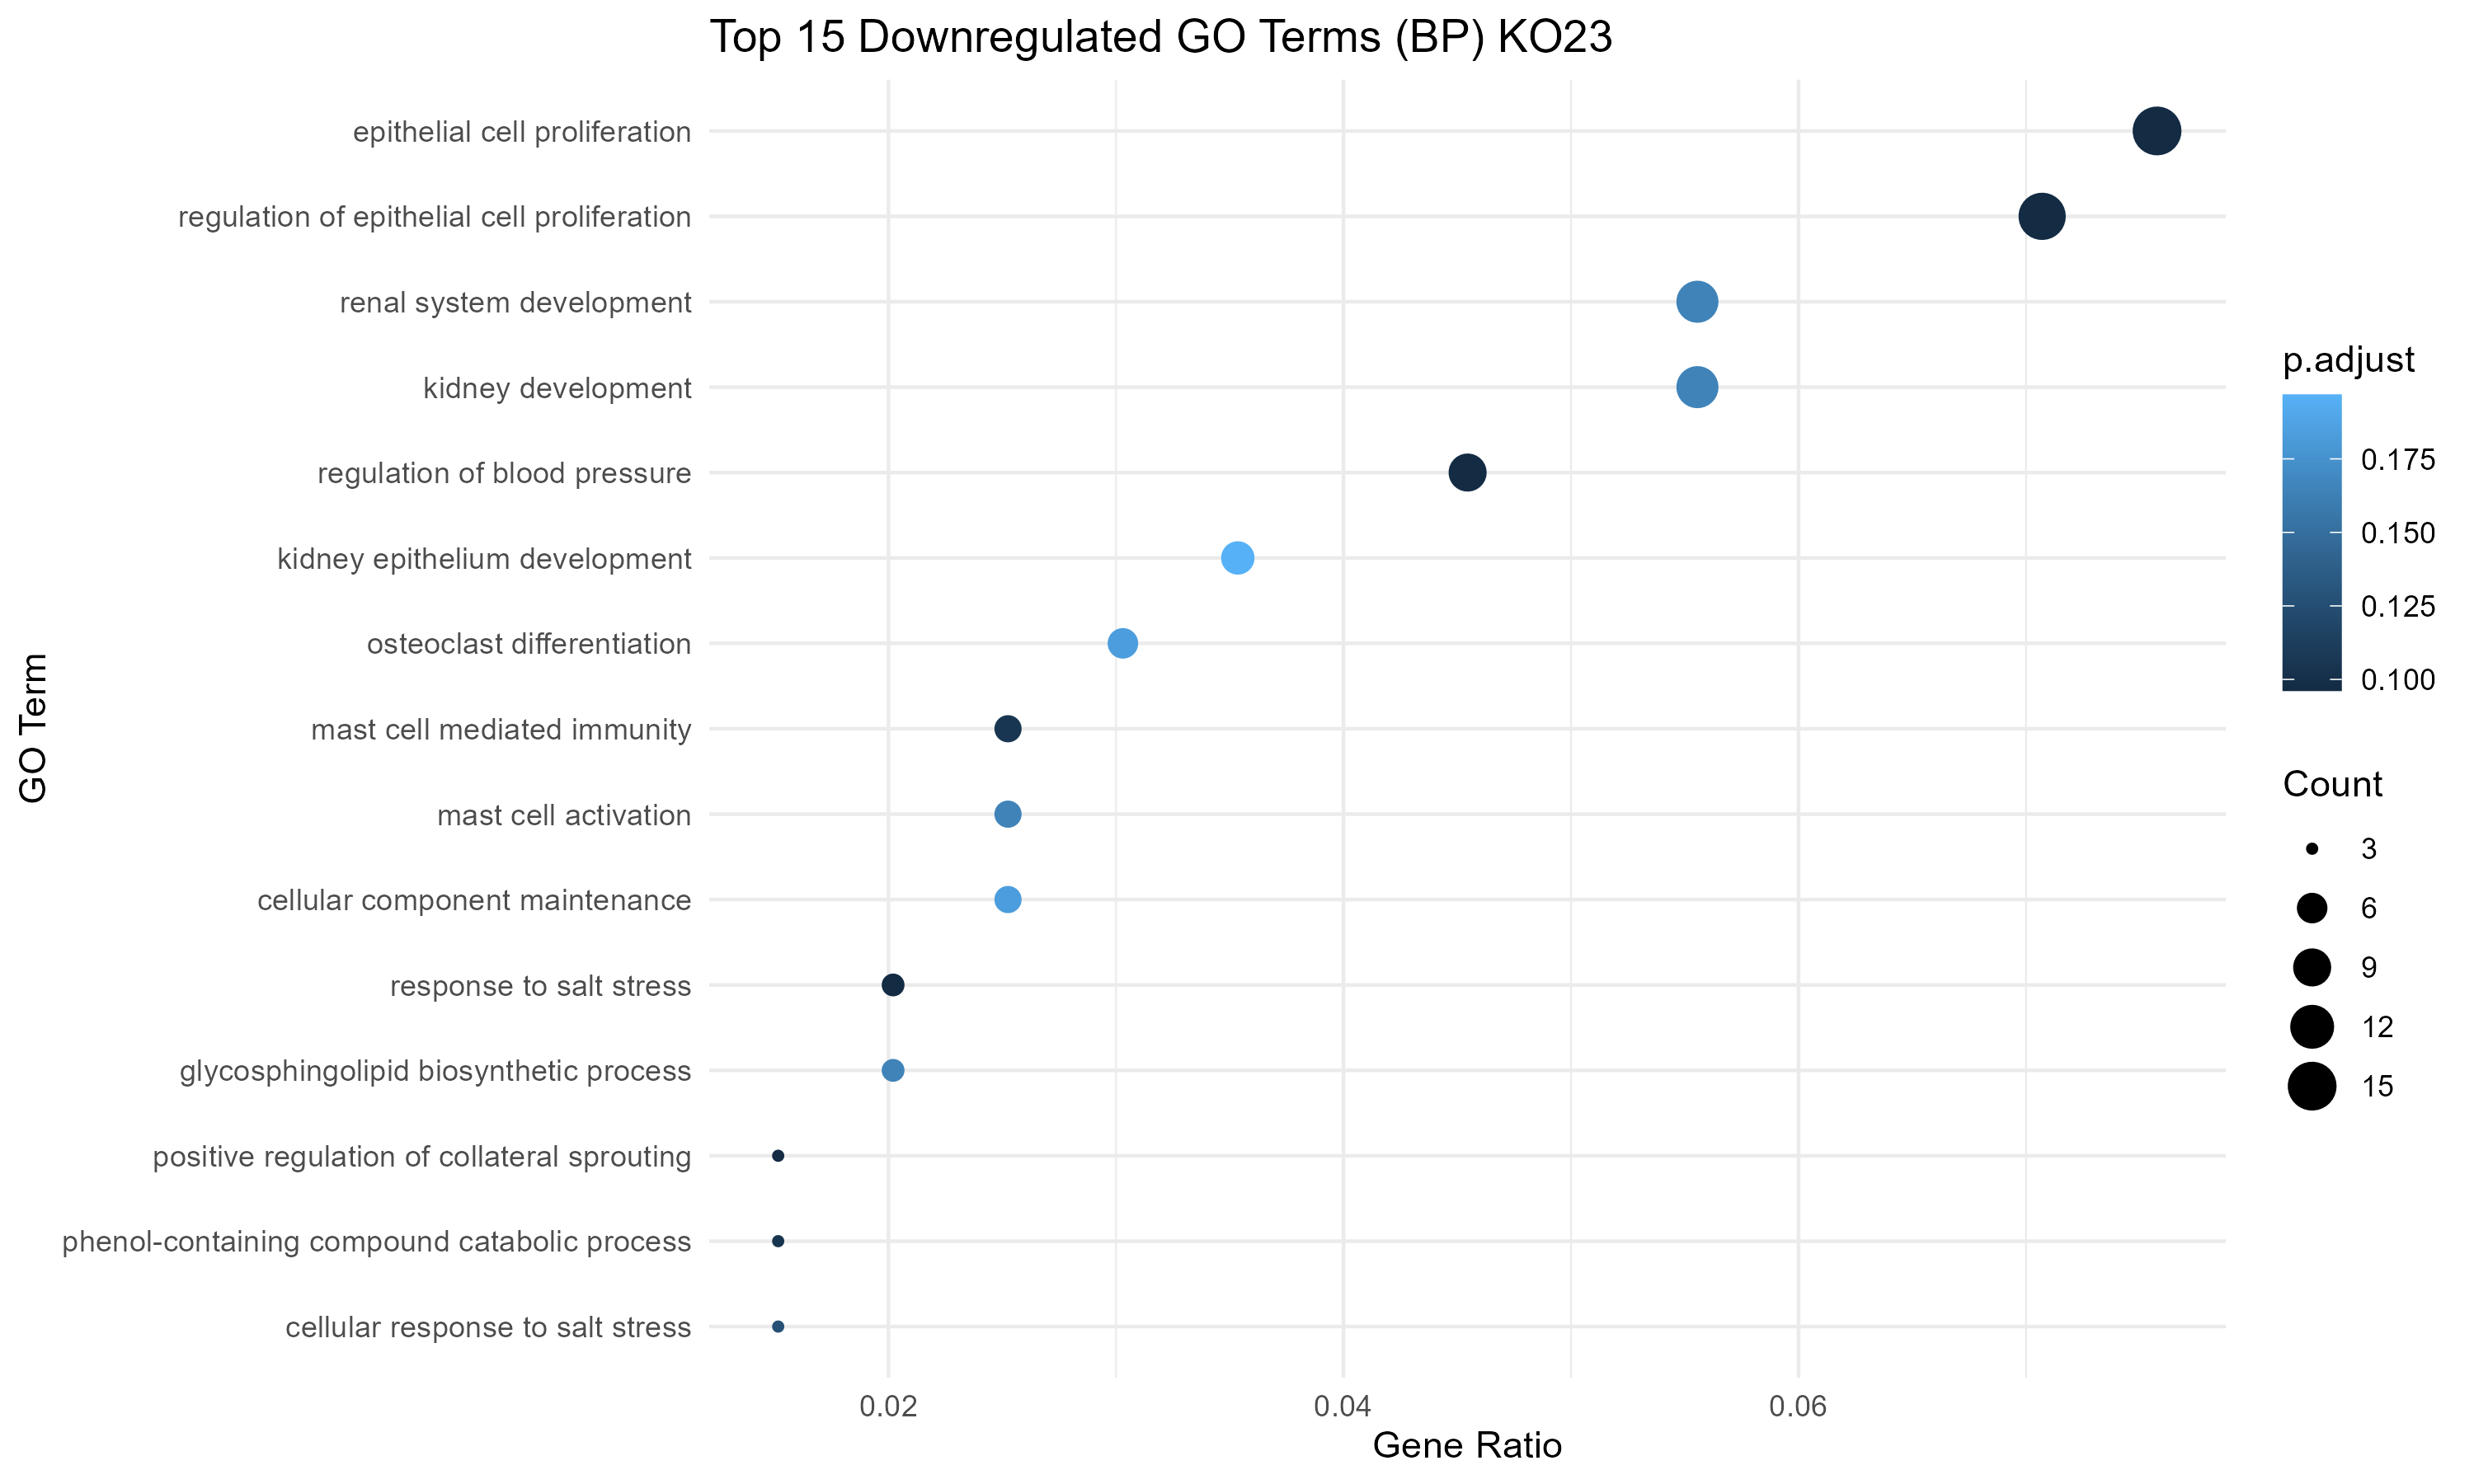 Top 15 Downregulated GO Terms (BP) KO23
GO Term
epithelial cell proliferation
regulation of epithelial cell proliferation
renal system development
kidney development
regulation of blood pressure
kidney epithelium development
osteoclast differentiation
mast cell mediated immunity
mast cell activation
cellular component maintenance
response to salt stress
glycosphingolipid biosynthetic process
positive regulation of collateral sprouting
phenol-containing compound catabolic process
cellular response to salt stress
0.02
0.04
0.06
Gene Ratio
p.adjust
0.175
0.150
0.125
0.100
Count
3
6
9
12
15